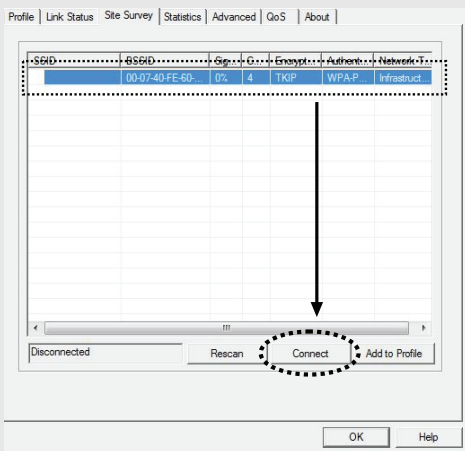 Profile Link Status Site Survey Statistics Advanced QoS About
SSID BSSID Sig... C... Encrypt... Authent... Network T...
00-07-40-FE-60-... 0% 4 TKIP WPA-P... Infrastruct...
Disconnected Rescan Connect Add to Profile
OK Help